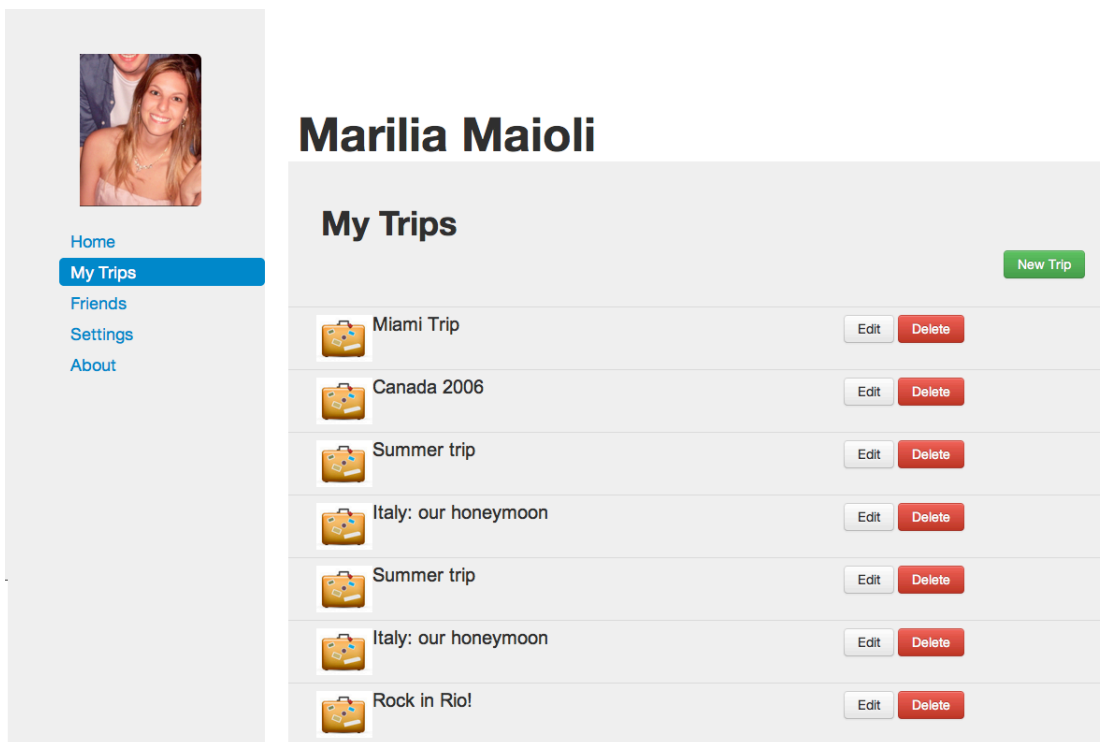 Marilia Maioli
Home
My Trips
Friends
Settings
About
My Trips
New Trip
Miami Trip Edit Delete
Canada 2006 Edit Delete
Summer trip Edit Delete
Italy: our honeymoon Edit Delete
Summer trip Edit Delete
Italy: our honeymoon Edit Delete
Rock in Rio! Edit Delete